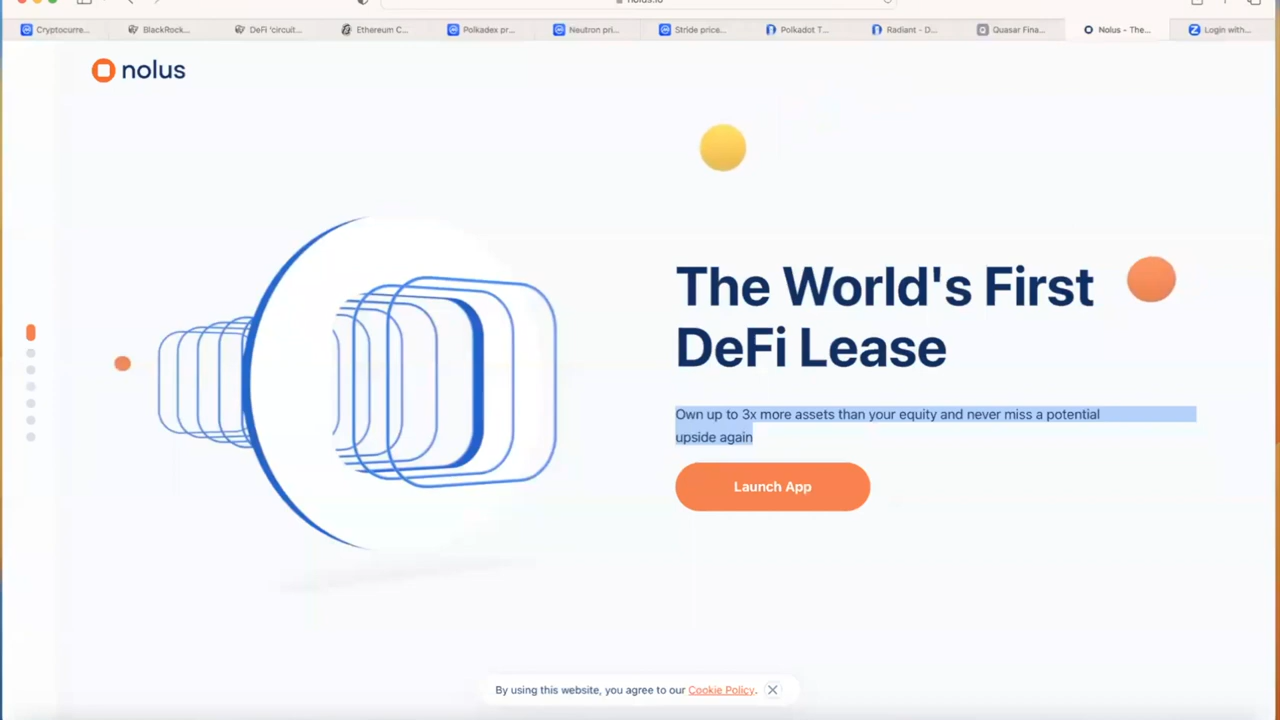 Cryptocurre...
BlackRock...
DeFi 'circuit...
Ethereum C...
Polkadex pr...
Neutron pri...
Stride price...
Polkadot T...
Radiant - D...
Quasar Fina...
Nolus - The...
Login with...
nolus
The World's First
DeFi Lease
Own up to 3x more assets than your equity and never miss a potential
upside again
Launch App
By using this website, you agree to our Cookie Policy.